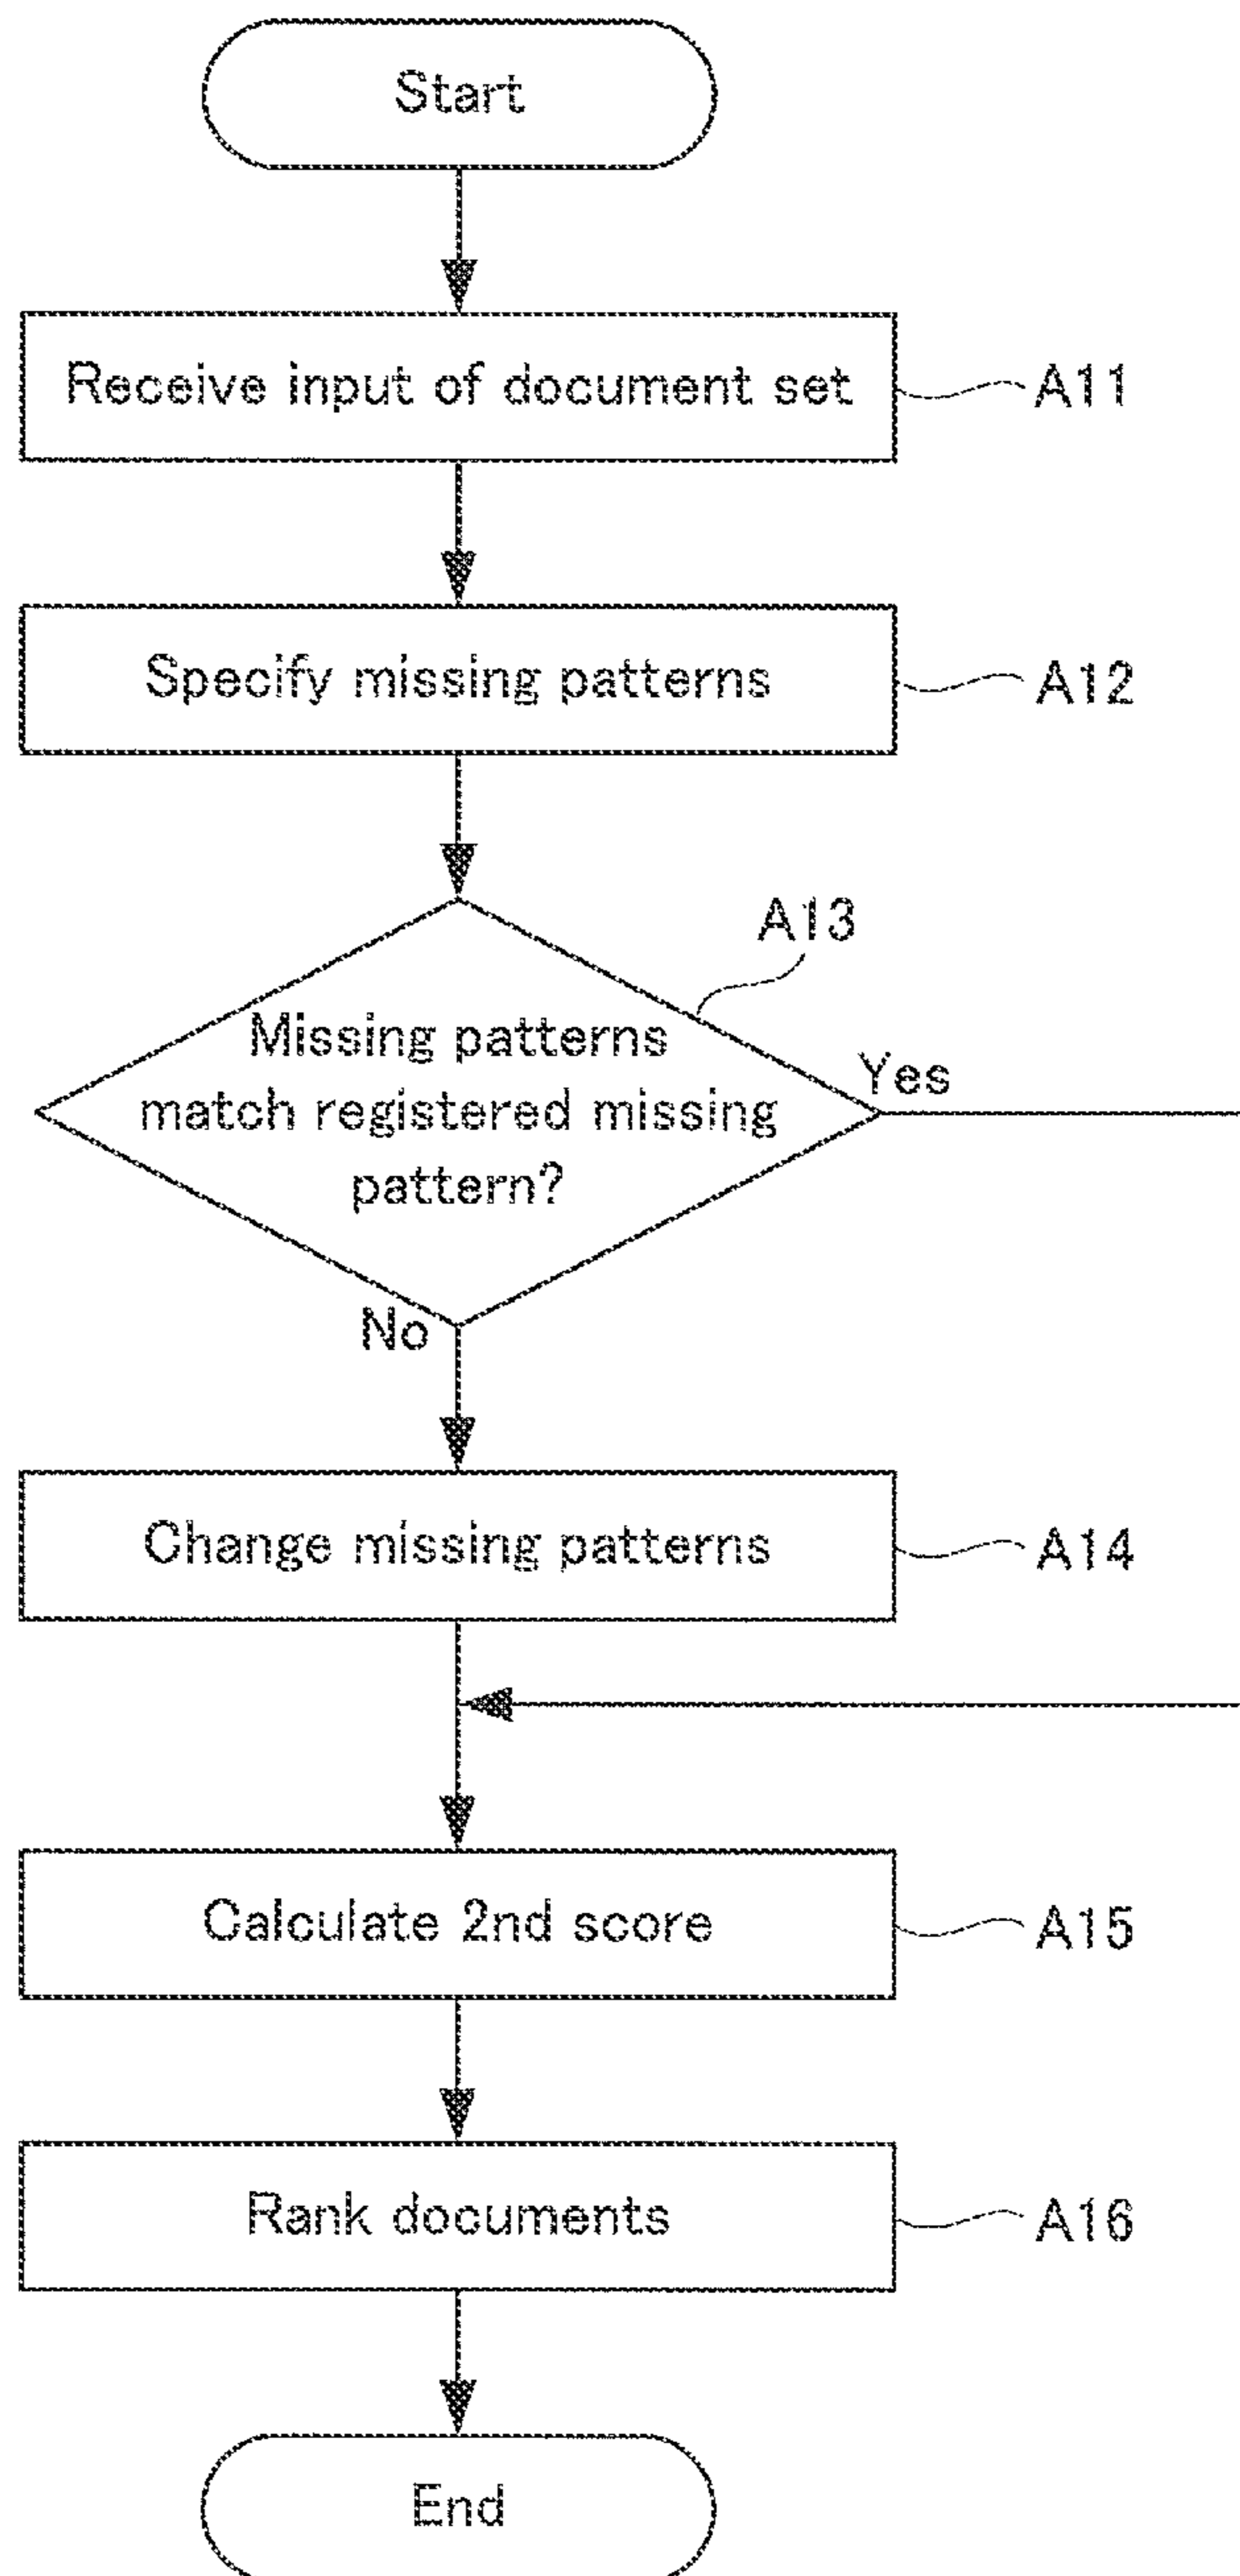 Start
Receive input of document set
A11
Specify missing patterns
A12
A13
Missing patterns
match registered missing
pattern?
Yes
No
Change missing patterns
A14
Calculate 2nd score
A15
Rank documents
A16
End